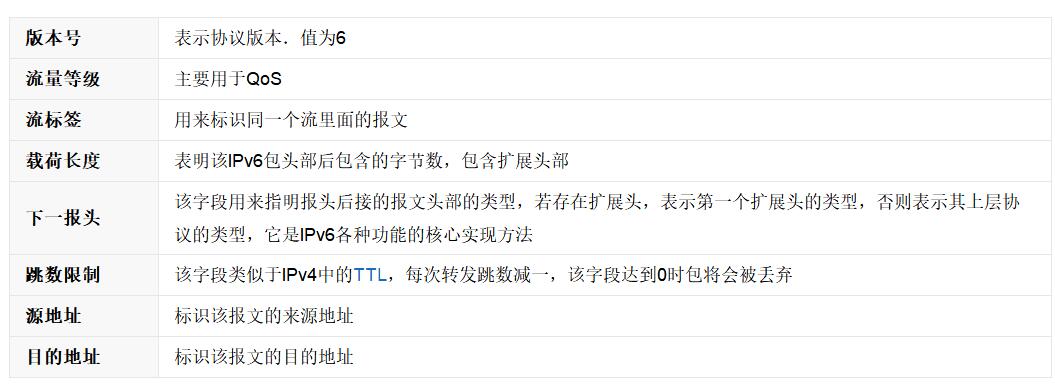 版本号 表示协议版本．值为6
流量等级 主要用于QoS
流标签 用来标识同一个流里面的报文
载荷长度 表明该IPv6包头部后包含的字节数，包含扩展头部
下一报头 该字段用来指明报头后接的报文头部的类型，若存在扩展头，表示第一个扩展头的类型，否则表示其上层协
议的类型，它是IPv6各种功能的核心实现方法
跳数限制 该字段类似于IPv4中的TTL，每次转发跳数减一，该字段达到0时包将会被丢弃
源地址 标识该报文的来源地址
目的地址 标识该报文的目的地址